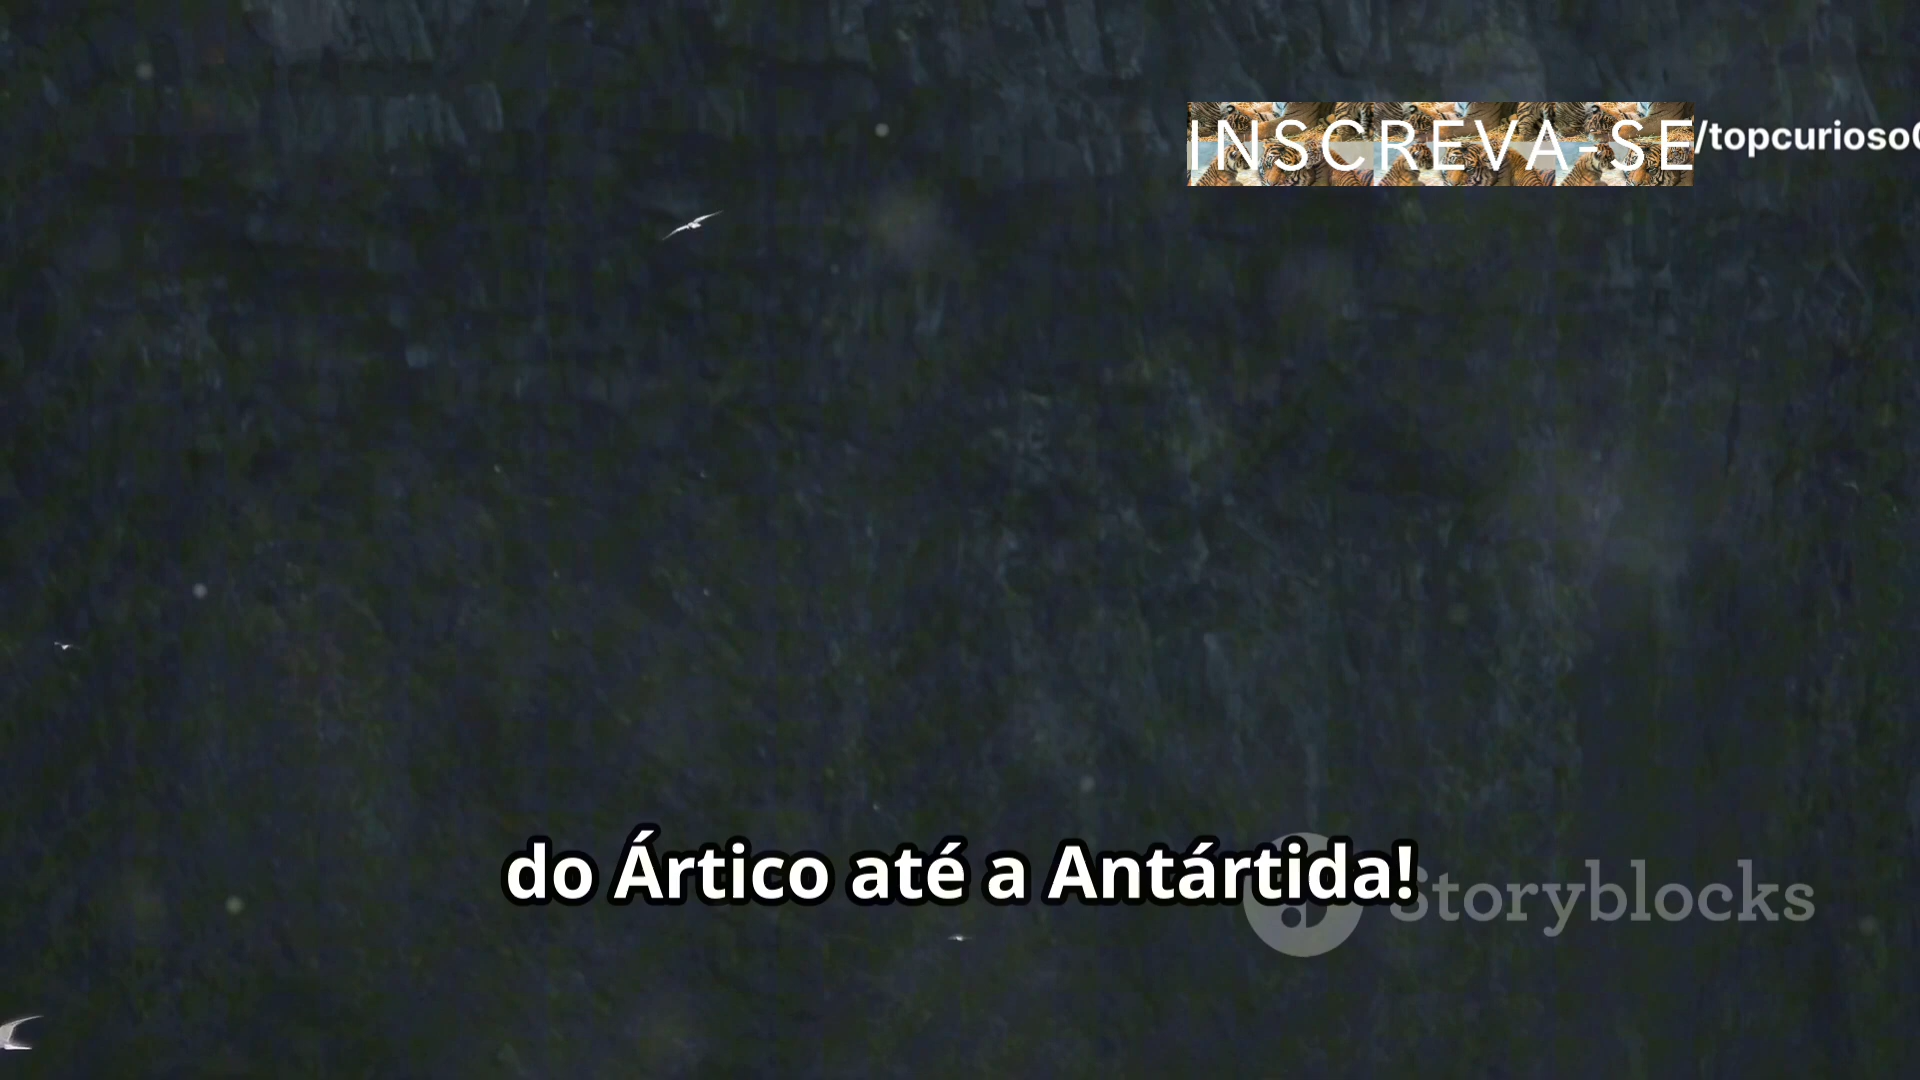 INSCREVA-SE
/topcurioso
do Ártico até a Antártida!
Storyblocks